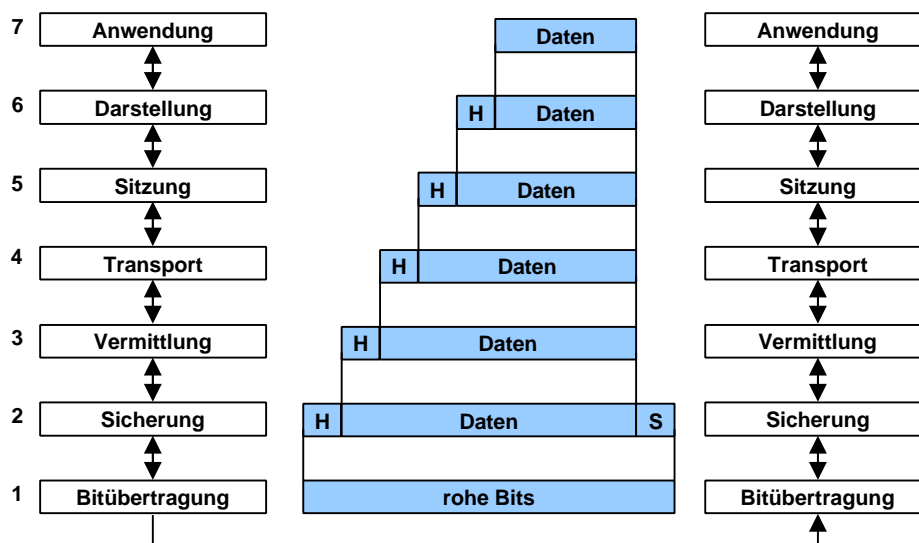 7 Anwendung Daten Anwendung
6 Darstellung H Daten Darstellung
5 Sitzung H Daten Sitzung
4 Transport H Daten Transport
3 Vermittlung H Daten Vermittlung
2 Sicherung H Daten S Sicherung
1 Bitübertragung rohe Bits Bitübertragung